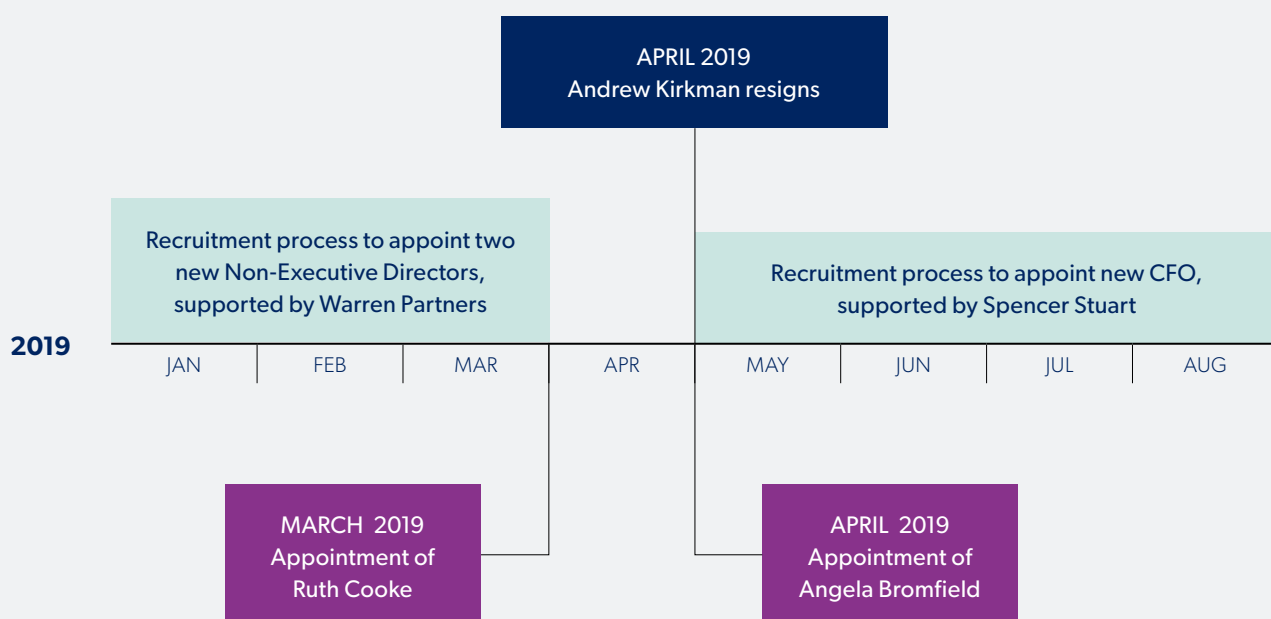 APRIL 2019
Andrew Kirkman resigns
Recruitment process to appoint two
new Non-Executive Directors,
supported by Warren Partners
Recruitment process to appoint new CFO,
supported by Spencer Stuart
2019
JAN
FEB
MAR
APR
MAY
JUN
JUL
AUG
MARCH 2019
Appointment of
Ruth Cooke
APRIL 2019
Appointment of
Angela Bromfield